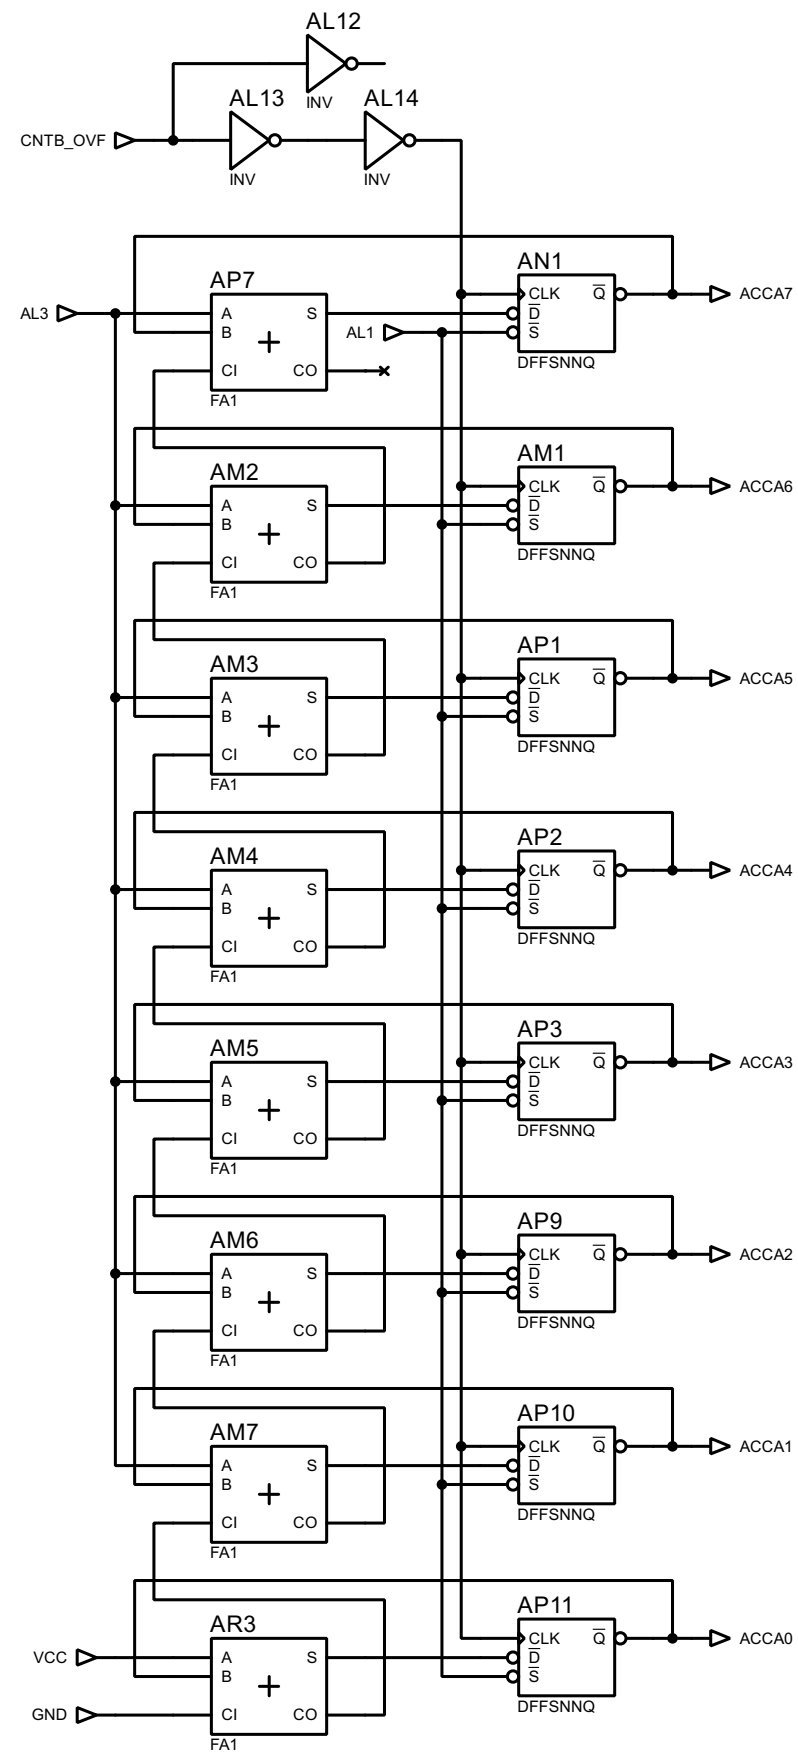 AL12
INV
AL13
AL14
CNTB_OVF
INV
INV
AP7
AL3
A
B
CI
S
CO
+
FA1
AL1
AN1
CLK
D̅
S̅
Q̅
DFFSNNQ
ACCA7
AM2
A
B
CI
S
CO
+
FA1
AM1
CLK
D̅
S̅
Q̅
DFFSNNQ
ACCA6
AM3
A
B
CI
S
CO
+
FA1
AP1
CLK
D̅
S̅
Q̅
DFFSNNQ
ACCA5
AM4
A
B
CI
S
CO
+
FA1
AP2
CLK
D̅
S̅
Q̅
DFFSNNQ
ACCA4
AM5
A
B
CI
S
CO
+
FA1
AP3
CLK
D̅
S̅
Q̅
DFFSNNQ
ACCA3
AM6
A
B
CI
S
CO
+
FA1
AP9
CLK
D̅
S̅
Q̅
DFFSNNQ
ACCA2
AM7
A
B
CI
S
CO
+
FA1
AP10
CLK
D̅
S̅
Q̅
DFFSNNQ
ACCA1
AR3
VCC
GND
A
B
CI
S
CO
+
FA1
AP11
CLK
D̅
S̅
Q̅
DFFSNNQ
ACCA0